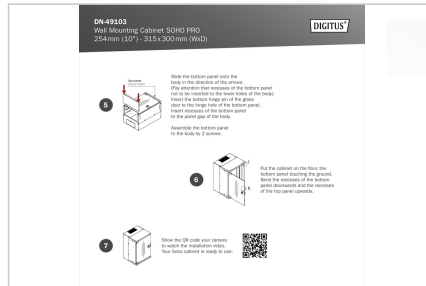 DN-49103
Wall Mounting Cabinet SOHO PRO
254 mm (10") - 315 x 300 mm (WxD)
DIGITUS®
5
Slide the bottom panel onto the
body in the direction of the arrows.
(Pay attention that recesses of the bottom panel
not to be inserted to the lower holes of the body).
Insert the bottom hinge pin of the glass
door to the hinge hole of the bottom panel.
Insert recesses of the bottom panel
to the panel gap of the body.
Assemble the bottom panel
to the body by 2 screws.
6
Put the cabinet on the floor, the
bottom panel touching the ground.
Bend the recesses of the bottom
panel downwards and the recesses
of the top panel upwards.
7
Show the QR code your camera
to watch the installation video.
Your Soho cabinet is ready to use.